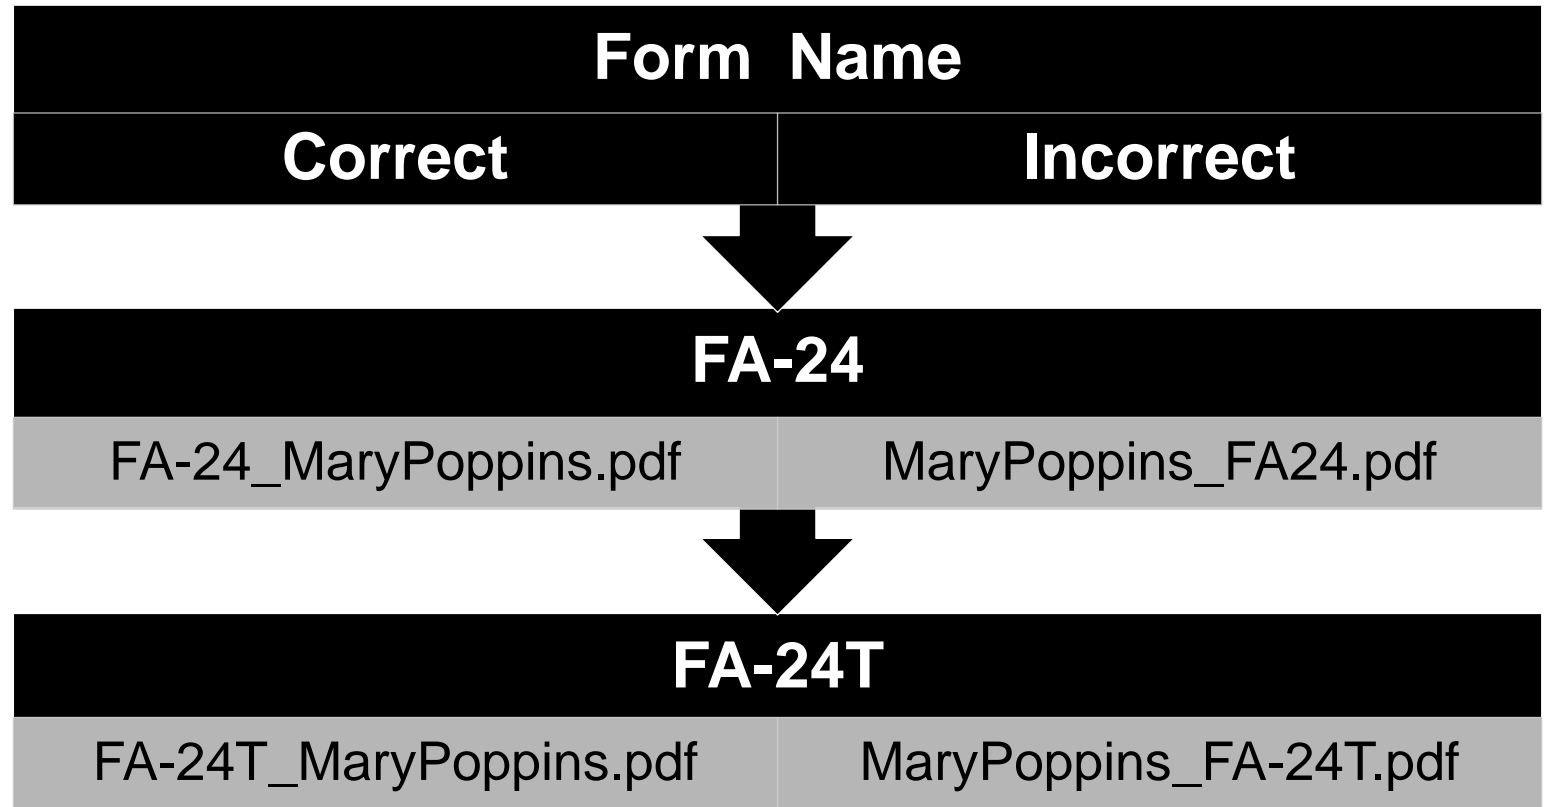 Form Name
Correct Incorrect
FA-24
FA-24_MaryPoppins.pdf MaryPoppins_FA24.pdf
FA-24T
FA-24T_MaryPoppins.pdf MaryPoppins_FA-24T.pdf